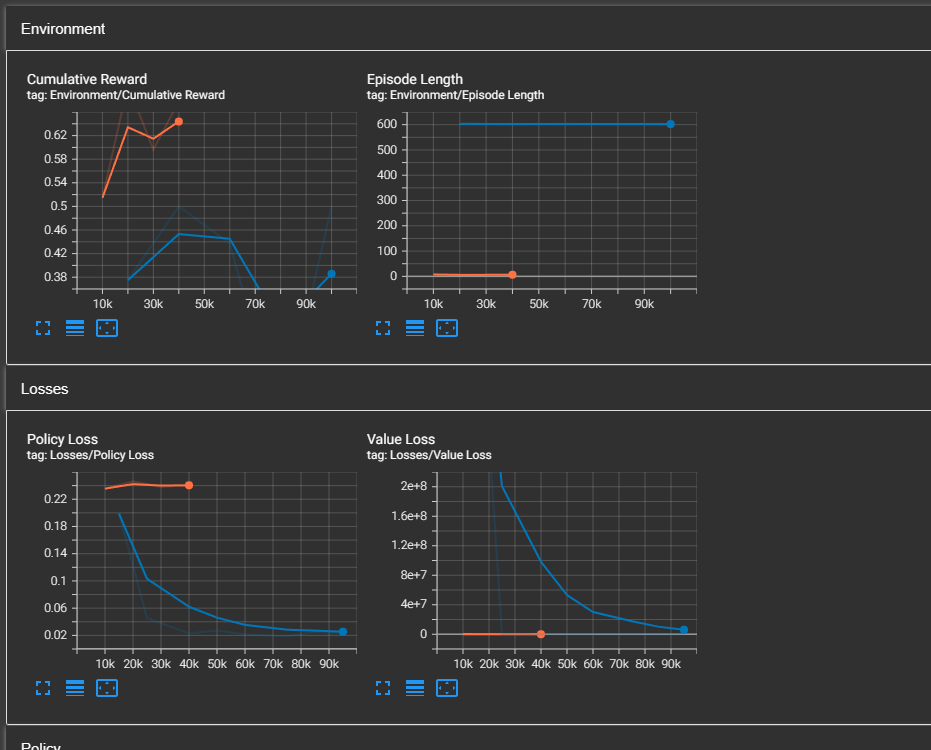 Environment
Cumulative Reward
tag: Environment/Cumulative Reward
0.62
0.58
0.54
0.5
0.46
0.42
0.38
10k 30k 50k 70k 90k
Episode Length
tag: Environment/Episode Length
600
500
400
300
200
100
0
10k 30k 50k 70k 90k
Losses
Policy Loss
tag: Losses/Policy Loss
0.22
0.18
0.14
0.1
0.06
0.02
10k 20k 30k 40k 50k 60k 70k 80k 90k
Value Loss
tag: Losses/Value Loss
2e+8
1.6e+8
1.2e+8
8e+7
4e+7
0
10k 20k 30k 40k 50k 60k 70k 80k 90k
Policy